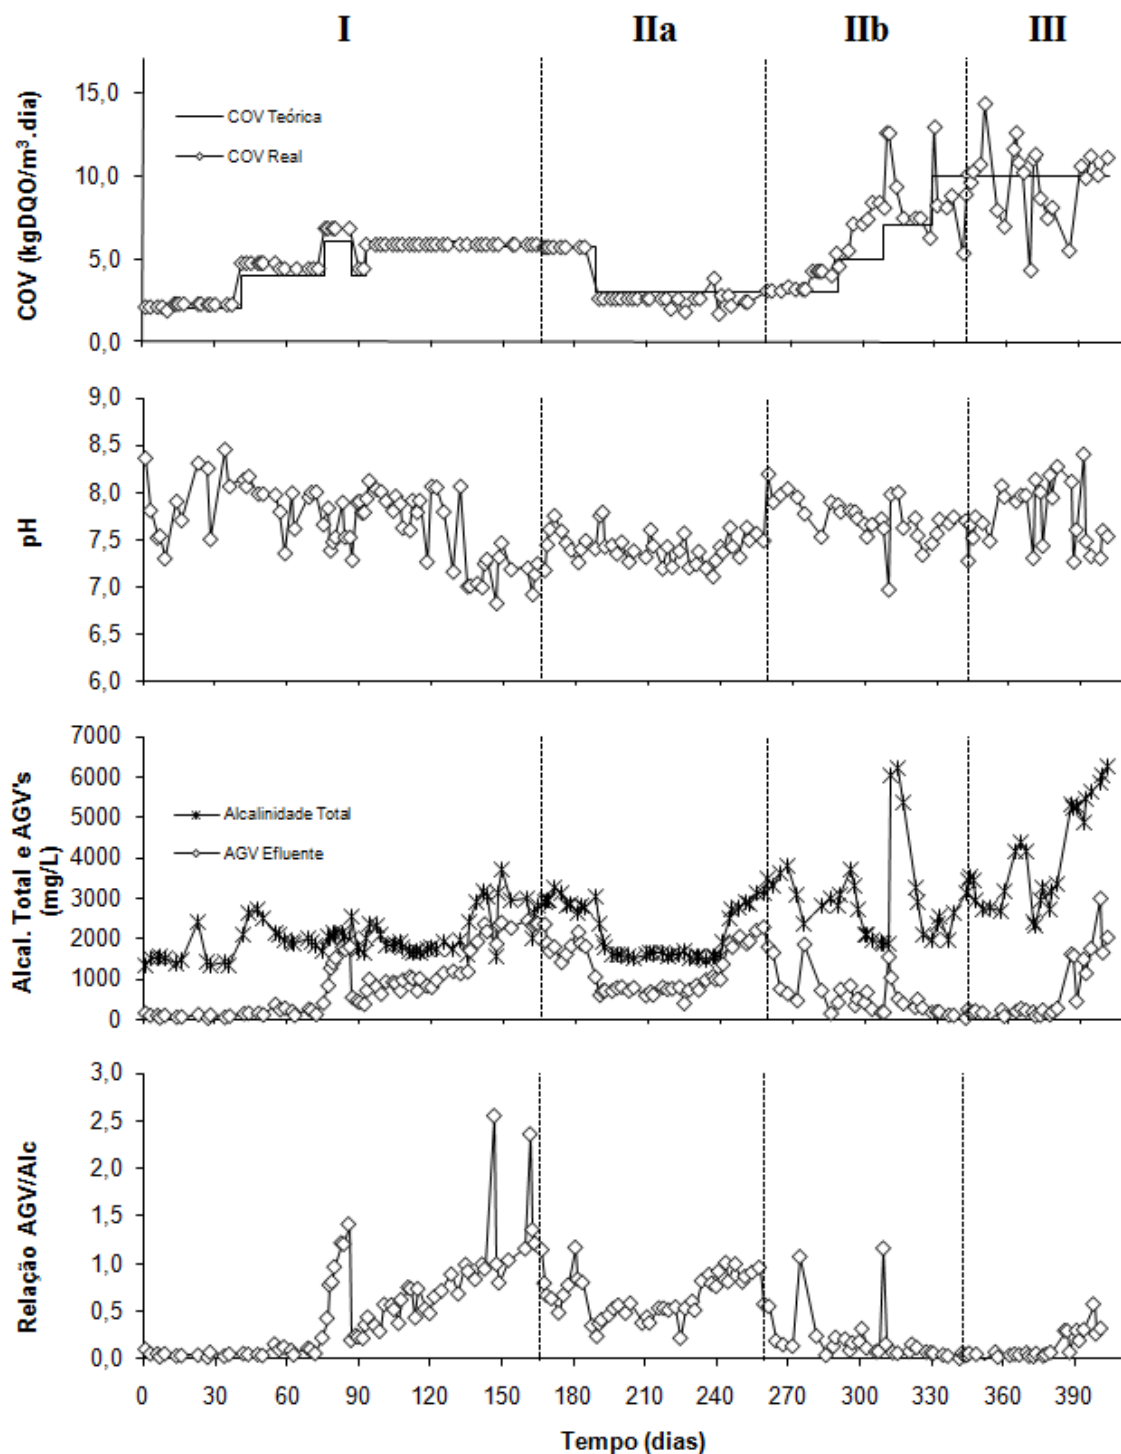 I IIa IIb III
COV (kgDQO/m³.dia)
15,0
10,0
5,0
0,0
COV Teórica
COV Real
pH
9,0
8,5
8,0
7,5
7,0
6,5
6,0
Alcal. Total e AGV's
(mg/L)
7000
6000
5000
4000
3000
2000
1000
0
Alcalinidade Total
AGV Efluente
Relação AGV/Alc
3,0
2,5
2,0
1,5
1,0
0,5
0,0
0 30 60 90 120 150 180 210 240 270 300 330 360 390
Tempo (dias)